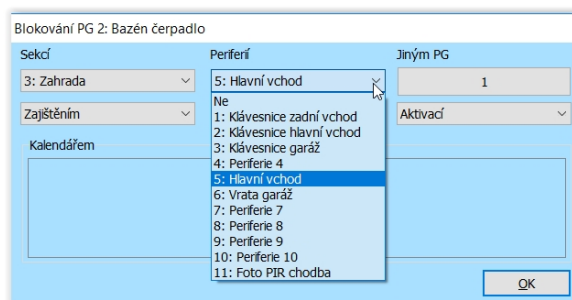 Blokování PG 2: Bazén čerpadlo
Sekcí
Periferií
Jiným PG
3: Zahrada
5: Hlavní vchod
1
Zajištěním
Aktivací
Kalendářem
Ne
1: Klávesnice zadní vchod
2: Klávesnice hlavní vchod
3: Klávesnice garáž
4: Periferie 4
5: Hlavní vchod
6: Vrata garáž
7: Periferie 7
8: Periferie 8
9: Periferie 9
10: Periferie 10
11: Foto PIR chodba
OK